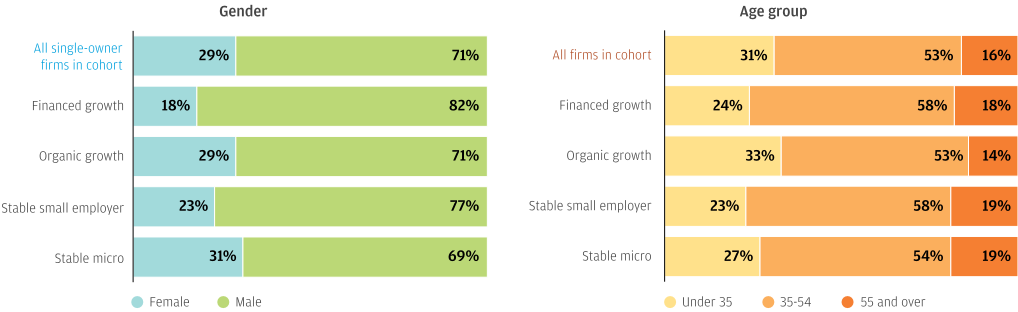 Gender
All single-owner
firms in cohort
29% 71%
Financed growth 18% 82%
Organic growth 29% 71%
Stable small employer 23% 77%
Stable micro 31% 69%
Female Male
Age group
All firms in cohort 31% 53% 16%
Financed growth 24% 58% 18%
Organic growth 33% 53% 14%
Stable small employer 23% 58% 19%
Stable micro 27% 54% 19%
Under 35 35-54 55 and over